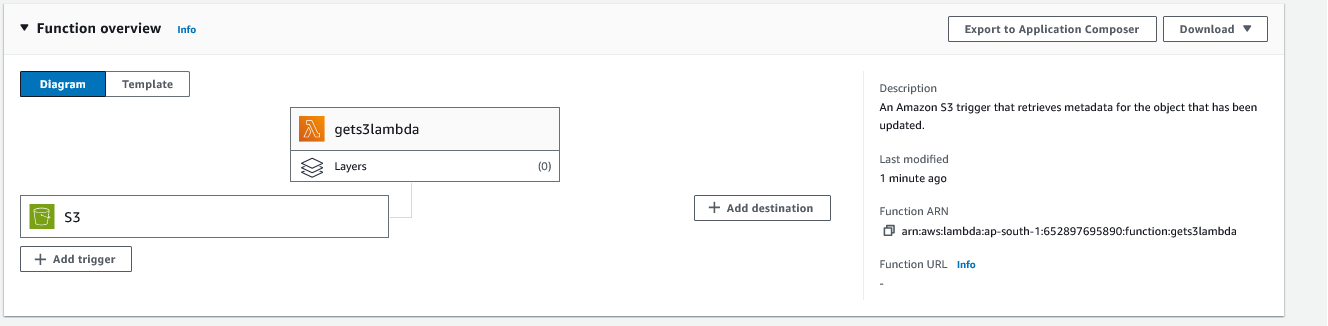 Function overview Info
Export to Application Composer
Download
Diagram
Template
gets3lambda
Layers (0)
S3
Add trigger
Add destination
Description
An Amazon S3 trigger that retrieves metadata for the object that has been
updated.
Last modified
1 minute ago
Function ARN
arn:aws:lambda:ap-south-1:652897695890:function:gets3lambda
Function URL Info
-